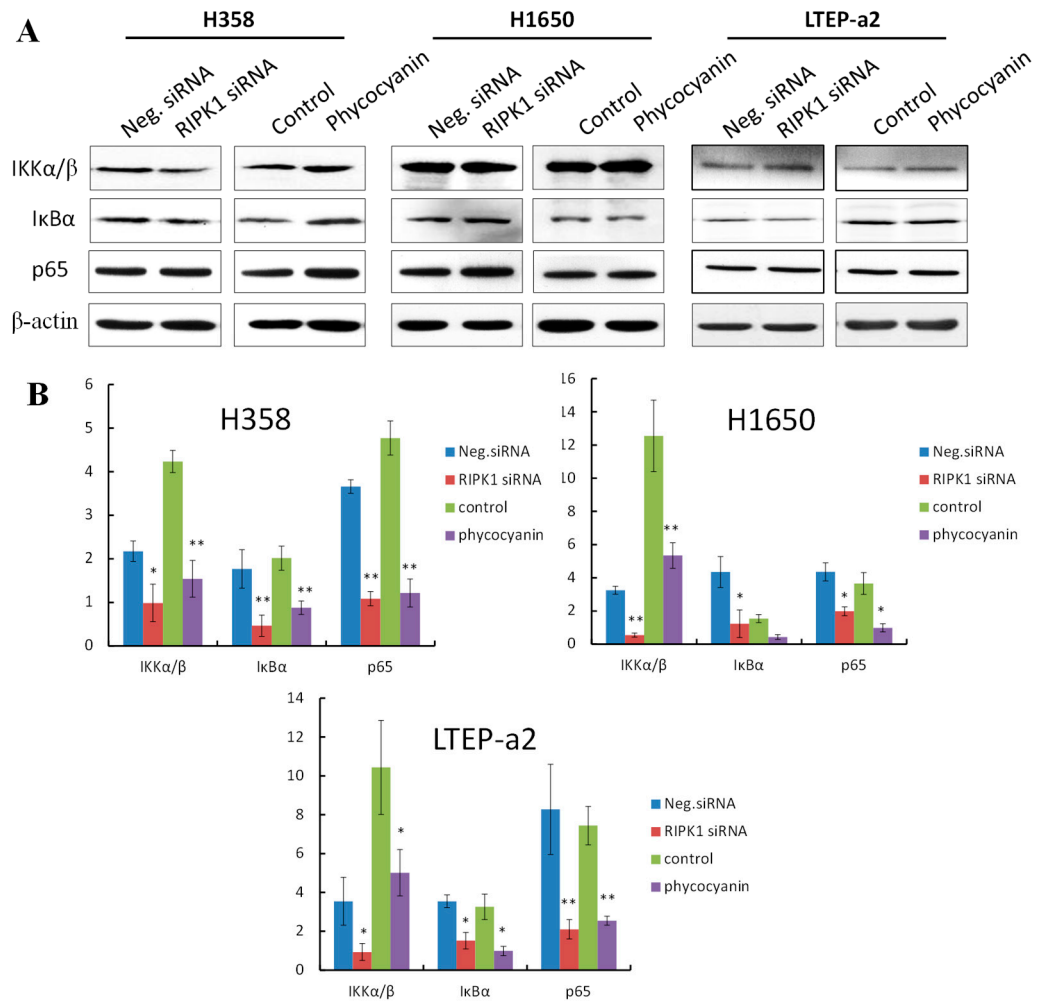 A
H358
H1650
LTEP-a2
Neg. siRNA
RIPK1 siRNA
Control
Phycocyanin
Neg. siRNA
RIPK1 siRNA
Control
Phycocyanin
Neg. siRNA
RIPK1 siRNA
Control
Phycocyanin
IKKα/β
IκBα
p65
β-actin
B
H358
6
5
4
3
2
1
0
**
*
**
**
**
**
IKKα/β
IκBα
p65
Neg.siRNA
RIPK1 siRNA
control
phycocyanin
H1650
16
14
12
10
8
6
4
2
0
**
**
*
*
*
IKKα/β
IκBα
p65
Neg.siRNA
RIPK1 siRNA
control
phycocyanin
LTEP-a2
14
12
10
8
6
4
2
0
*
*
*
*
**
**
IKKα/β
IκBα
p65
Neg.siRNA
RIPK1 siRNA
control
phycocyanin